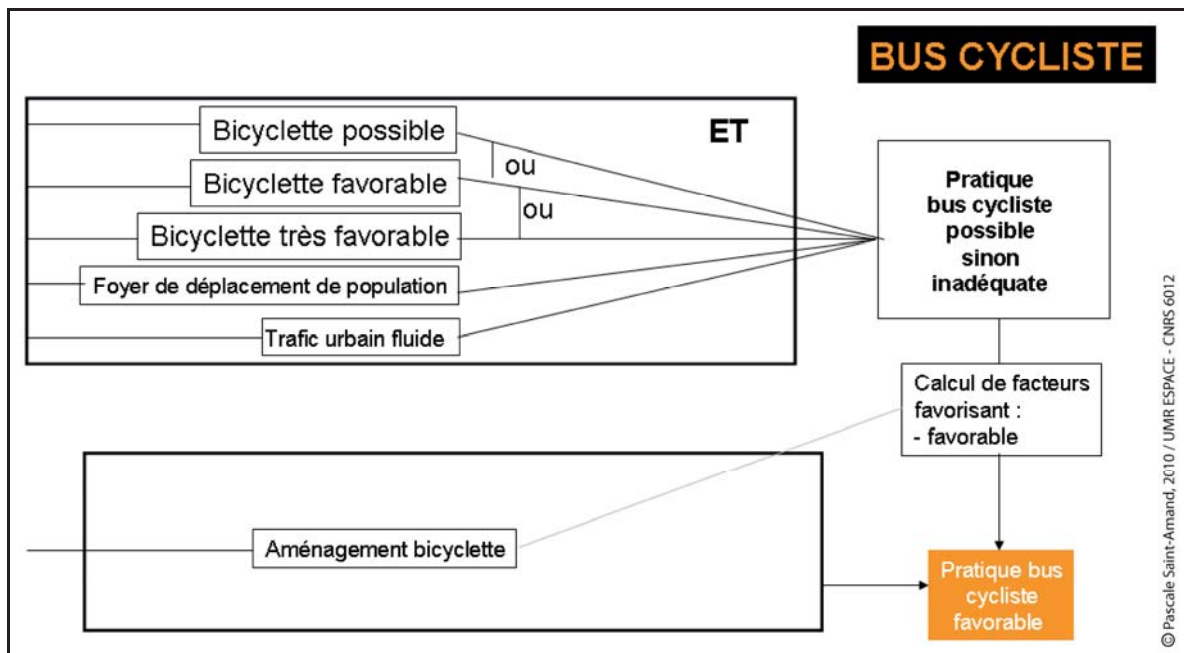 BUS CYCLISTE
ET
Bicyclette possible
ou
Bicyclette favorable
ou
Bicyclette très favorable
Foyer de déplacement de population
Trafic urbain fluide
Pratique
bus cycliste
possible
sinon
inadéquate
Calcul de facteurs
favorisant :
- favorable
Aménagement bicyclette
Pratique bus
cycliste
favorable
© Pascale Saint-Amand, 2010 / UMR ESPACE - CNRS 6012